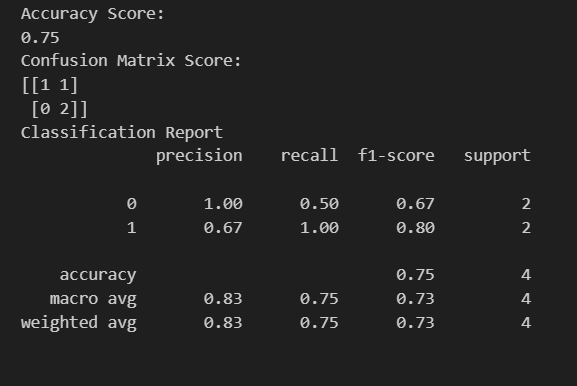 Accuracy Score:
0.75
Confusion Matrix Score:
[[1 1]
 [0 2]]
Classification Report
              precision    recall  f1-score   support

           0       1.00      0.50      0.67         2
           1       0.67      1.00      0.80         2

    accuracy                           0.75         4
   macro avg       0.83      0.75      0.73         4
weighted avg       0.83      0.75      0.73         4